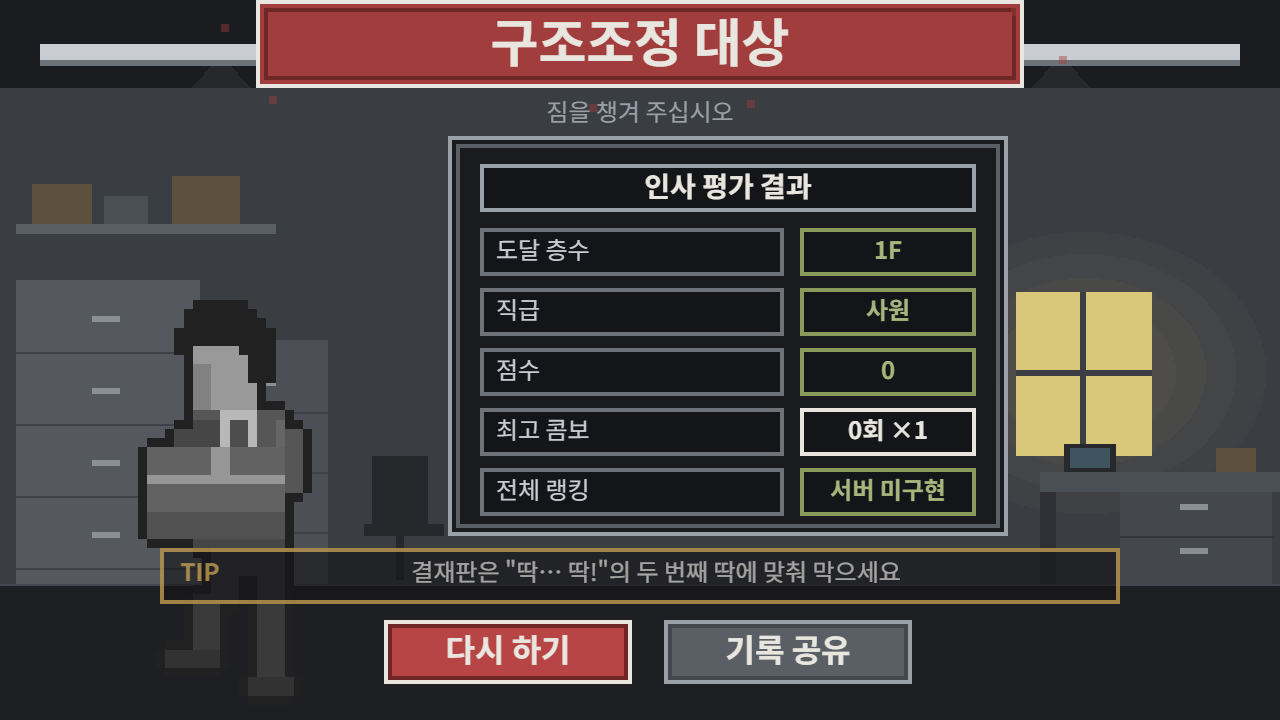 구조조정 대상
짐을 챙겨 주십시오
인사 평가 결과
도달 층수 1F
직급 사원
점수 0
최고 콤보 0회 ×1
전체 랭킹 서버 미구현
TIP 결재판은 "딱… 딱!"의 두 번째 딱에 맞춰 막으세요
다시 하기 기록 공유